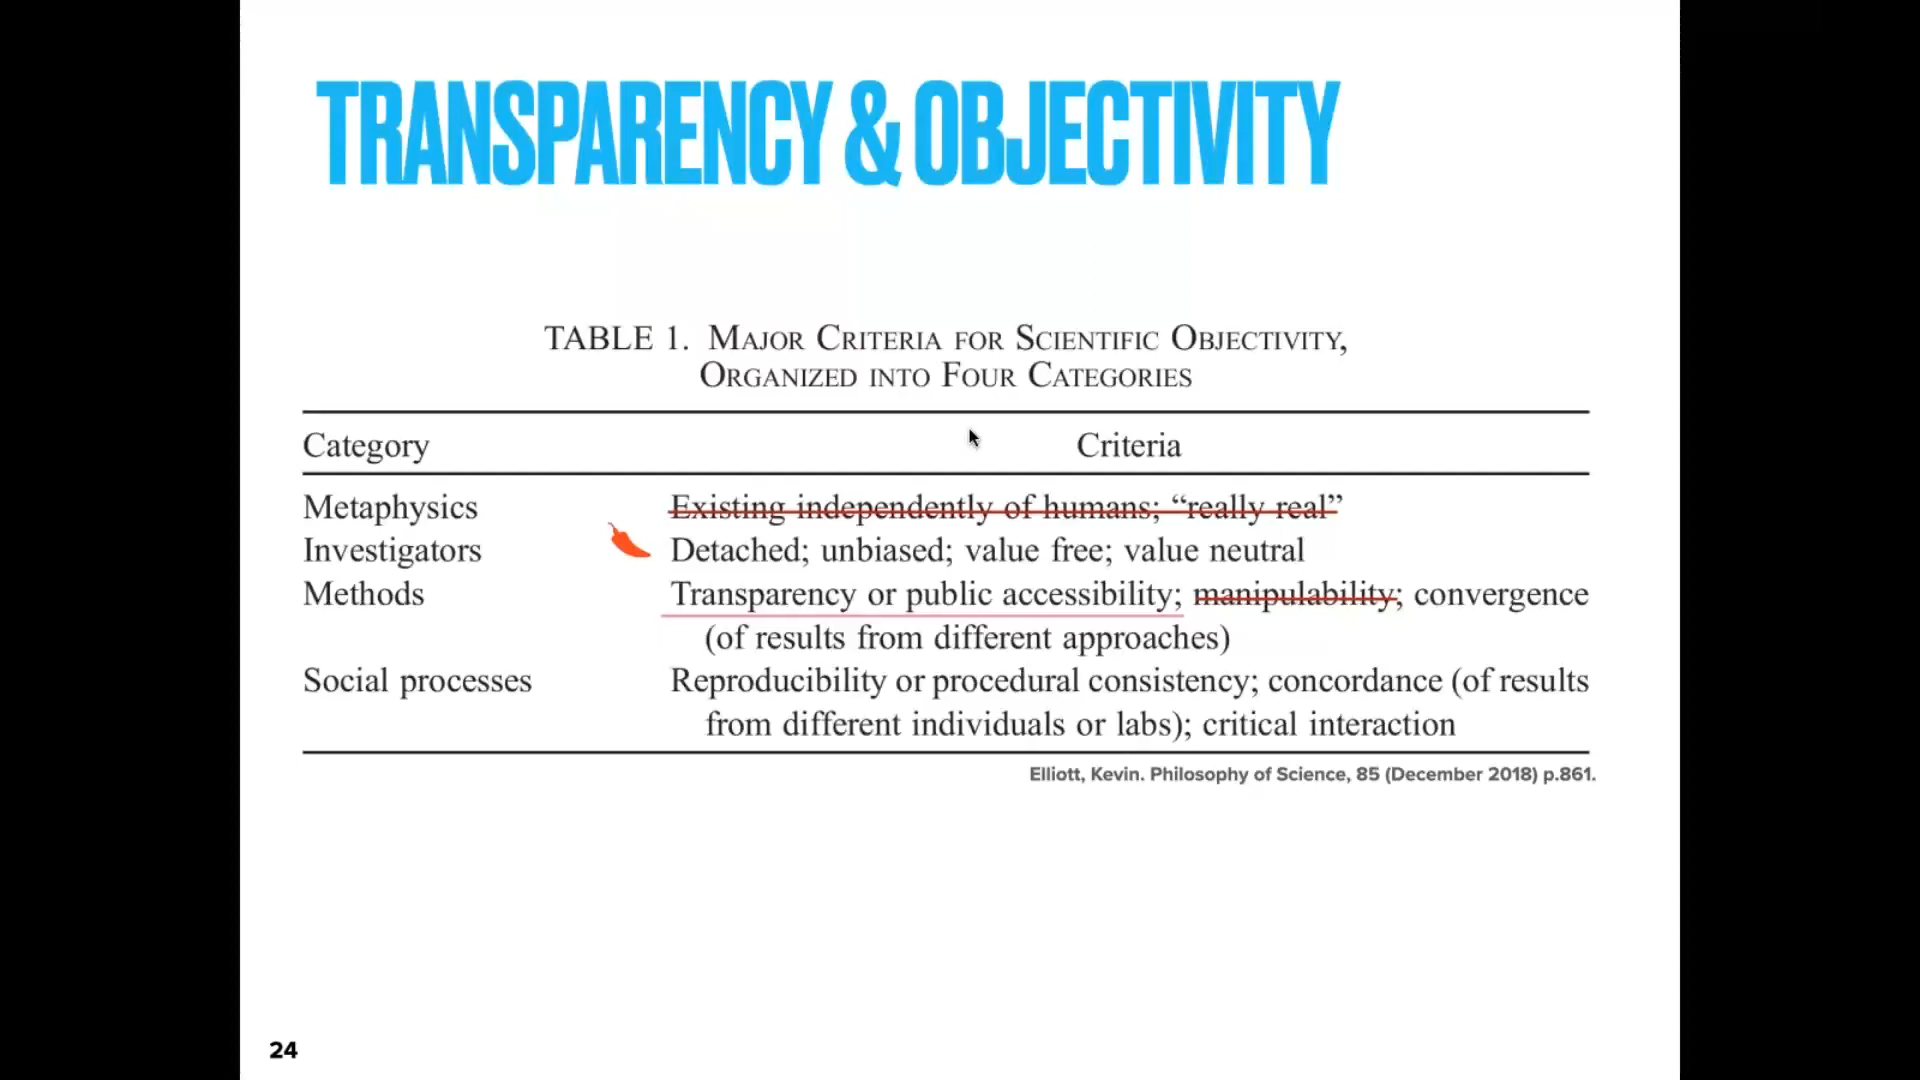 TRANSPARENCY & OBJECTIVITY
TABLE 1. MAJOR CRITERIA FOR SCIENTIFIC OBJECTIVITY,
ORGANIZED INTO FOUR CATEGORIES
Category Criteria
Metaphysics Existing independently of humans; “really real”
Investigators Detached; unbiased; value free; value neutral
Methods Transparency or public accessibility; manipulability; convergence
(of results from different approaches)
Social processes Reproducibility or procedural consistency; concordance (of results
from different individuals or labs); critical interaction
Elliott, Kevin. Philosophy of Science, 85 (December 2018) p.861.
24